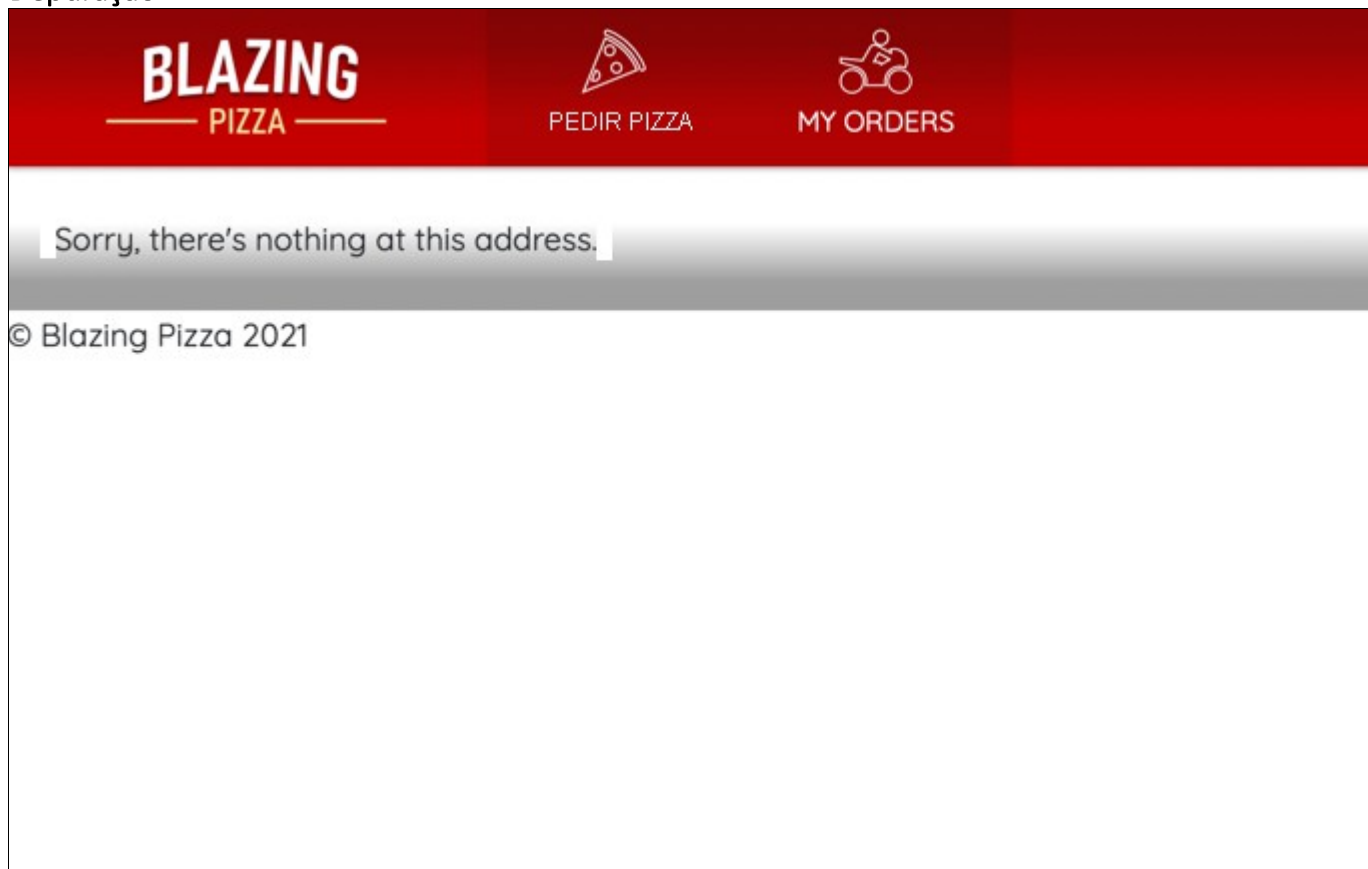 BLAZING
PIZZA
PEDIR PIZZA
MY ORDERS
Sorry, there's nothing at this address.
© Blazing Pizza 2021